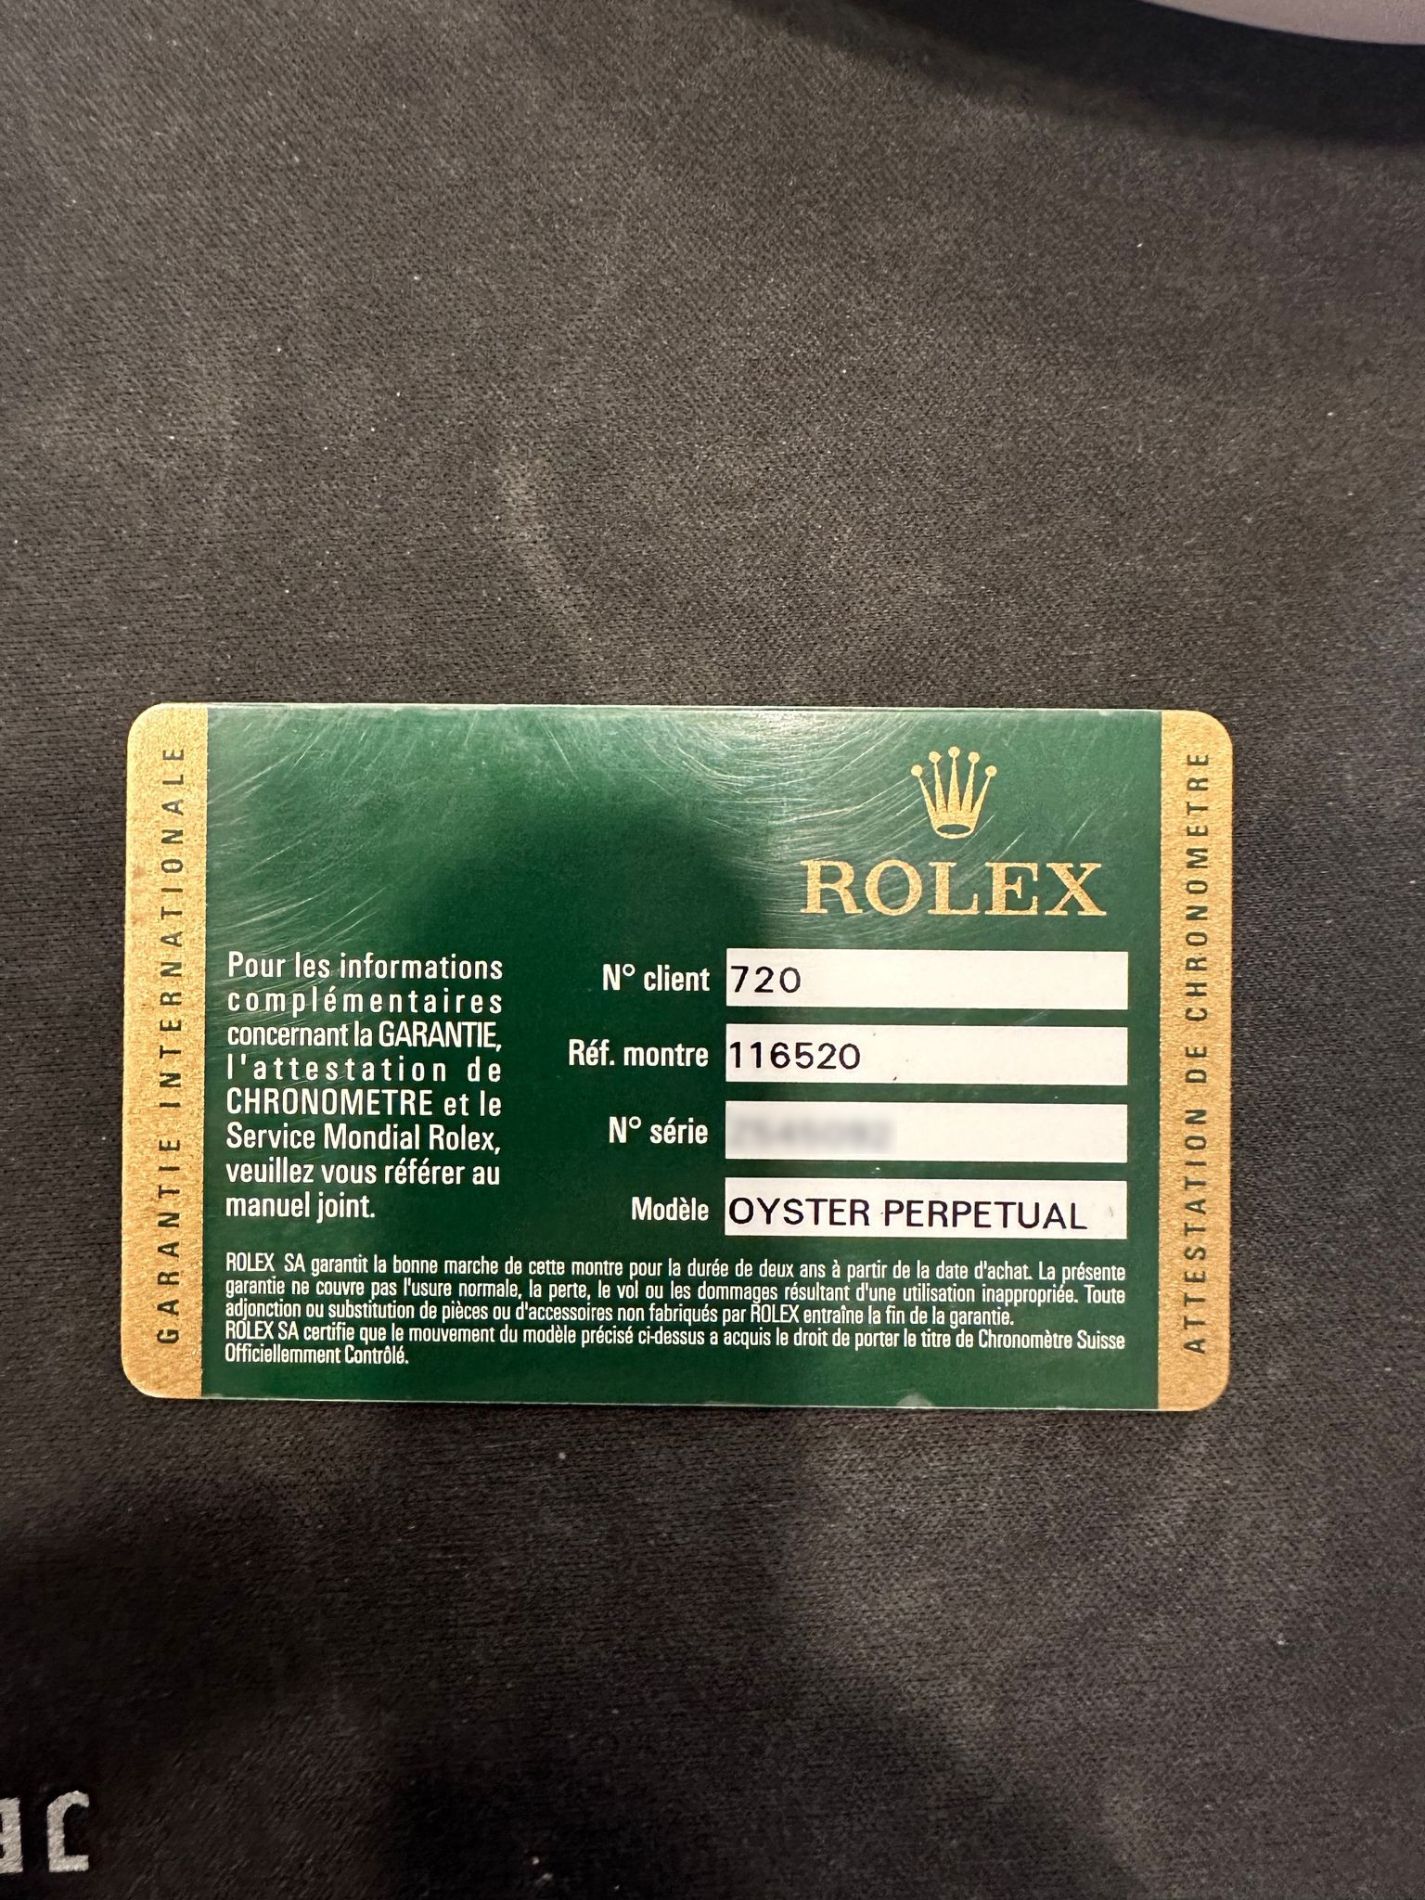 GARANTIE INTERNATIONALE
ROLEX
Pour les informations
complémentaires
concernant la GARANTIE,
l'attestation de
CHRONOMETRE et le
Service Mondial Rolex,
veuillez vous référer au
manuel joint.
N° client 720
Réf. montre 116520
N° série
Modèle OYSTER PERPETUAL
ROLEX SA garantit la bonne marche de cette montre pour la durée de deux ans à partir de la date d'achat. La présente
garantie ne couvre pas l'usure normale, la perte, le vol ou les dommages résultant d'une utilisation inappropriée. Toute
adjonction ou substitution de pièces ou d'accessoires non fabriqués par ROLEX entraîne la fin de la garantie.
ROLEX SA certifie que le mouvement du modèle précisé ci-dessus a acquis le droit de porter le titre de Chronomètre Suisse
Officiellemment Contrôlé.
ATTESTATION DE CHRONOMETRE